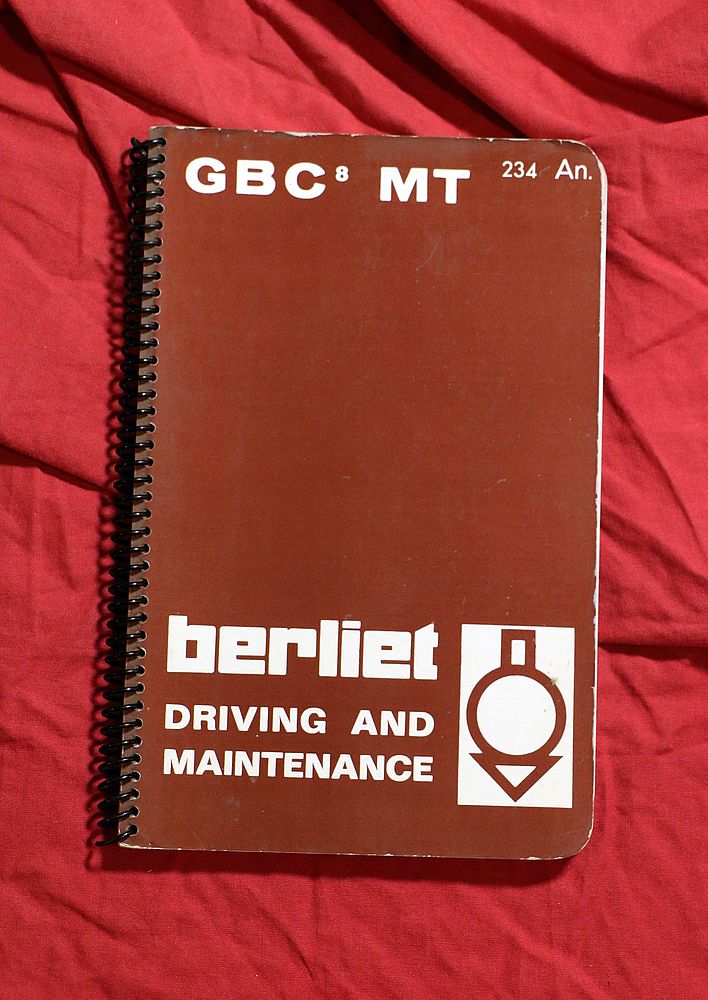 GBC⁸ MT 234 An.
berliet
DRIVING AND
MAINTENANCE